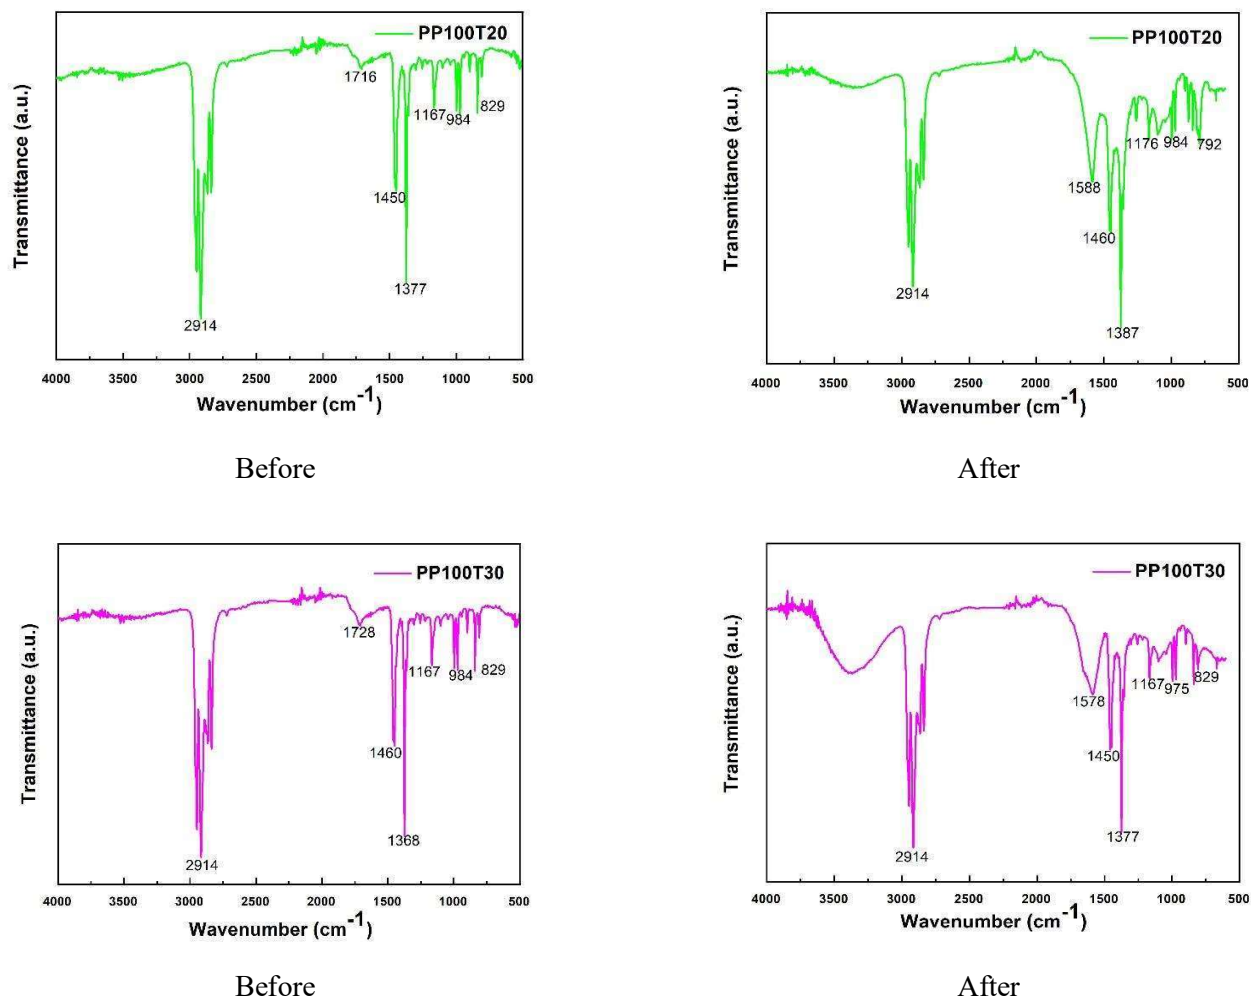 PP100T20
Transmittance (a.u.)
1716
1167
984
829
1450
1377
2914
4000 3500 3000 2500 2000 1500 1000 500
Wavenumber (cm-1)
Before
PP100T20
Transmittance (a.u.)
1176
984
792
1588
1460
2914
1387
4000 3500 3000 2500 2000 1500 1000 500
Wavenumber (cm-1)
After
PP100T30
Transmittance (a.u.)
1728
1167
984
829
1460
1368
2914
4000 3500 3000 2500 2000 1500 1000 500
Wavenumber (cm-1)
Before
PP100T30
Transmittance (a.u.)
1578
1167
975
829
1450
1377
2914
4000 3500 3000 2500 2000 1500 1000 500
Wavenumber (cm-1)
After